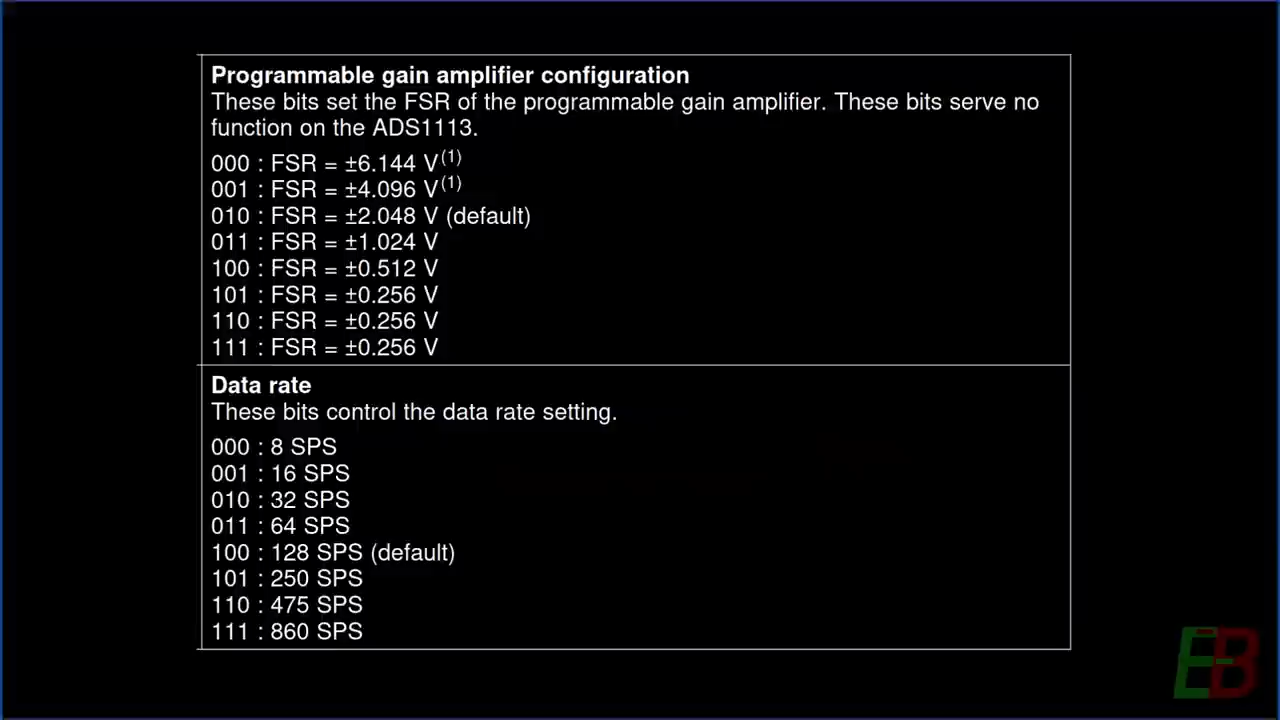 Programmable gain amplifier configuration
These bits set the FSR of the programmable gain amplifier. These bits serve no
function on the ADS1113.
000 : FSR = ±6.144 V(1)
001 : FSR = ±4.096 V(1)
010 : FSR = ±2.048 V (default)
011 : FSR = ±1.024 V
100 : FSR = ±0.512 V
101 : FSR = ±0.256 V
110 : FSR = ±0.256 V
111 : FSR = ±0.256 V
Data rate
These bits control the data rate setting.
000 : 8 SPS
001 : 16 SPS
010 : 32 SPS
011 : 64 SPS
100 : 128 SPS (default)
101 : 250 SPS
110 : 475 SPS
111 : 860 SPS
EB